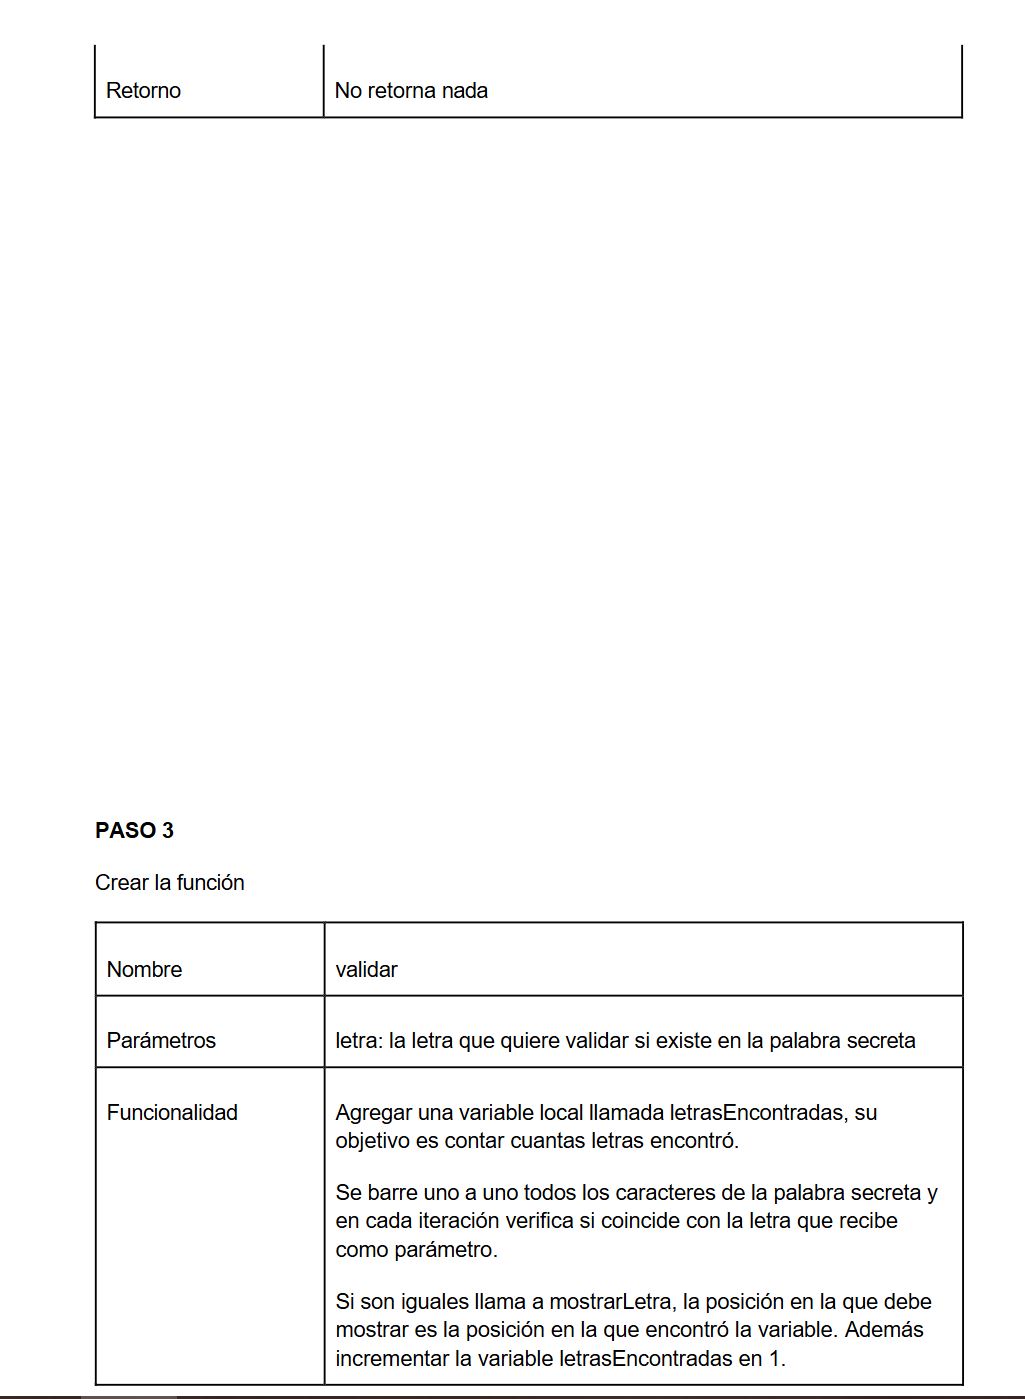 Retorno No retorna nada
PASO 3
Crear la función
Nombre validar
Parámetros letra: la letra que quiere validar si existe en la palabra secreta
Funcionalidad Agregar una variable local llamada letrasEncontradas, su
objetivo es contar cuantas letras encontró.
Se barre uno a uno todos los caracteres de la palabra secreta y
en cada iteración verifica si coincide con la letra que recibe
como parámetro.
Si son iguales llama a mostrarLetra, la posición en la que debe
mostrar es la posición en la que encontró la variable. Además
incrementar la variable letrasEncontradas en 1.